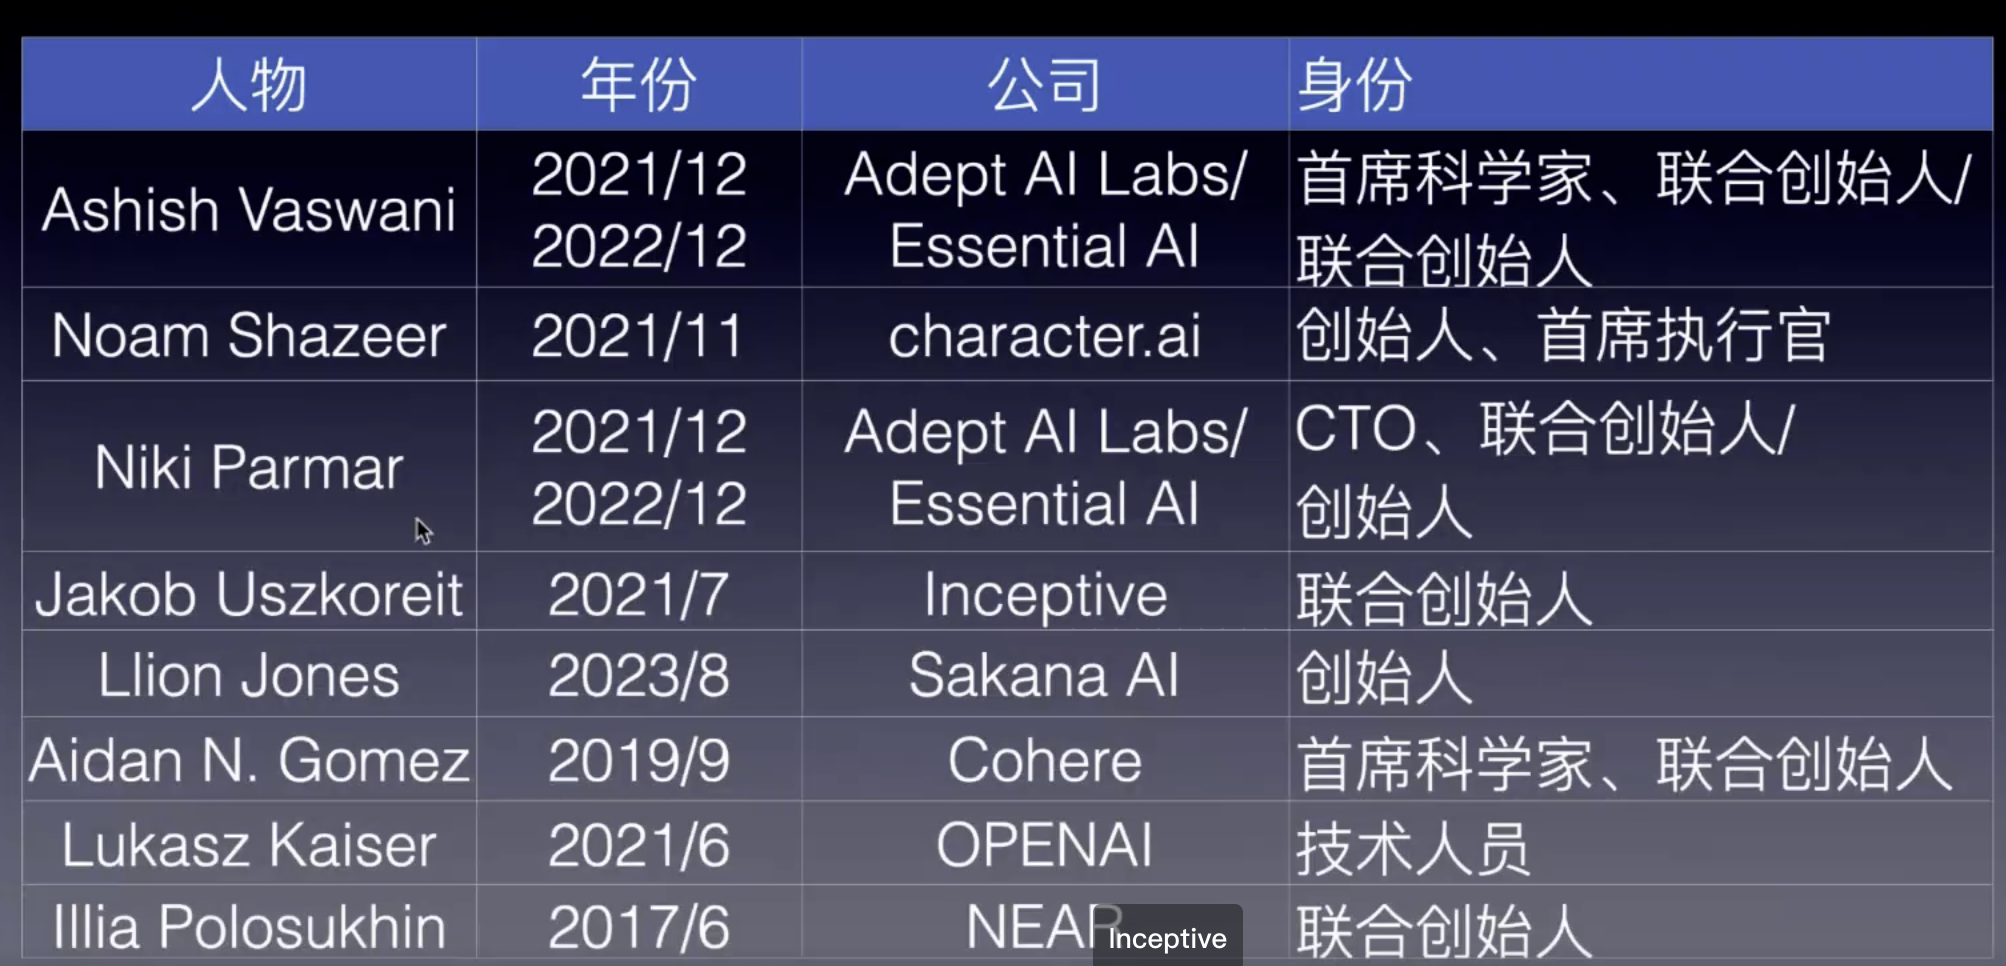 人物 年份 公司 身份
Ashish Vaswani 2021/12 Adept AI Labs/ 首席科学家、联合创始人/
2022/12 Essential AI 联合创始人
Noam Shazeer 2021/11 character.ai 创始人、首席执行官
Niki Parmar 2021/12 Adept AI Labs/ CTO、联合创始人/
2022/12 Essential AI 创始人
Jakob Uszkoreit 2021/7 Inceptive 联合创始人
Llion Jones 2023/8 Sakana AI 创始人
Aidan N. Gomez 2019/9 Cohere 首席科学家、联合创始人
Lukasz Kaiser 2021/6 OPENAI 技术人员
Illia Polosukhin 2017/6 NEAR 联合创始人
Inceptive